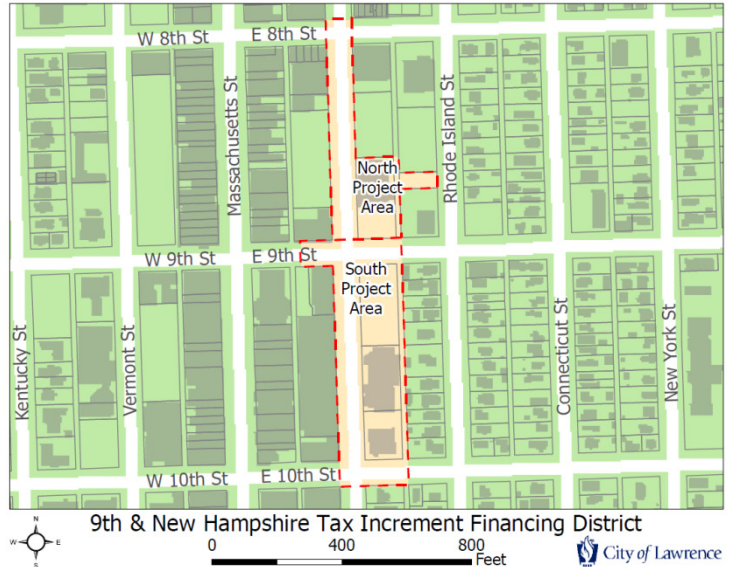 W 8th St
E 8th St
Massachusetts St
Rhode Island St
North
Project
Area
W 9th St
E 9th St
South
Project
Area
Kentucky St
Vermont St
Connecticut St
New York St
W 10th St
E 10th St
9th & New Hampshire Tax Increment Financing District
N
W
E
S
0
400
800
Feet
City of Lawrence